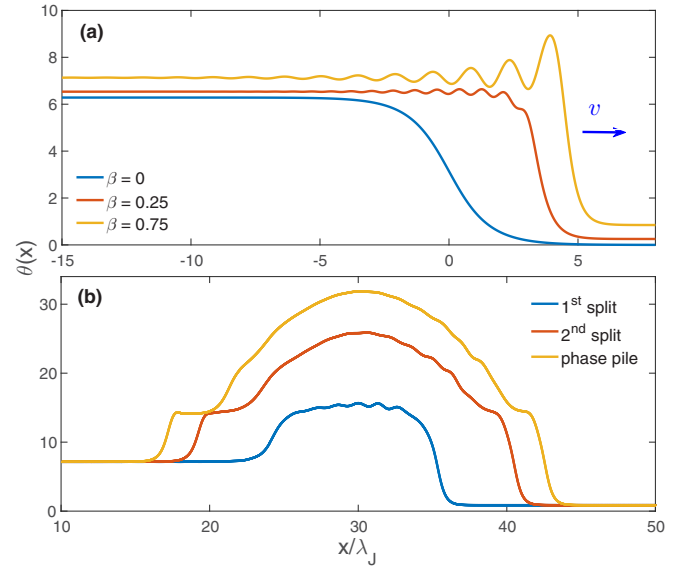 (a)
10
8
6
4
2
0
-15
-10
-5
0
5
v
β = 0
β = 0.25
β = 0.75
θ(x)
(b)
30
20
10
0
10
20
30
40
50
1st split
2nd split
phase pile
x/λJ